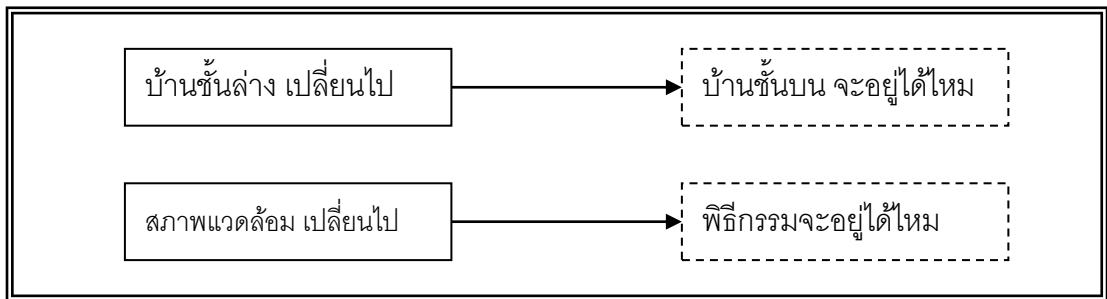 บ้านชั้นล่าง เปลี่ยนไป
บ้านชั้นบน จะอยู่ได้ไหม
สภาพแวดล้อม เปลี่ยนไป
พิธีกรรมจะอยู่ได้ไหม